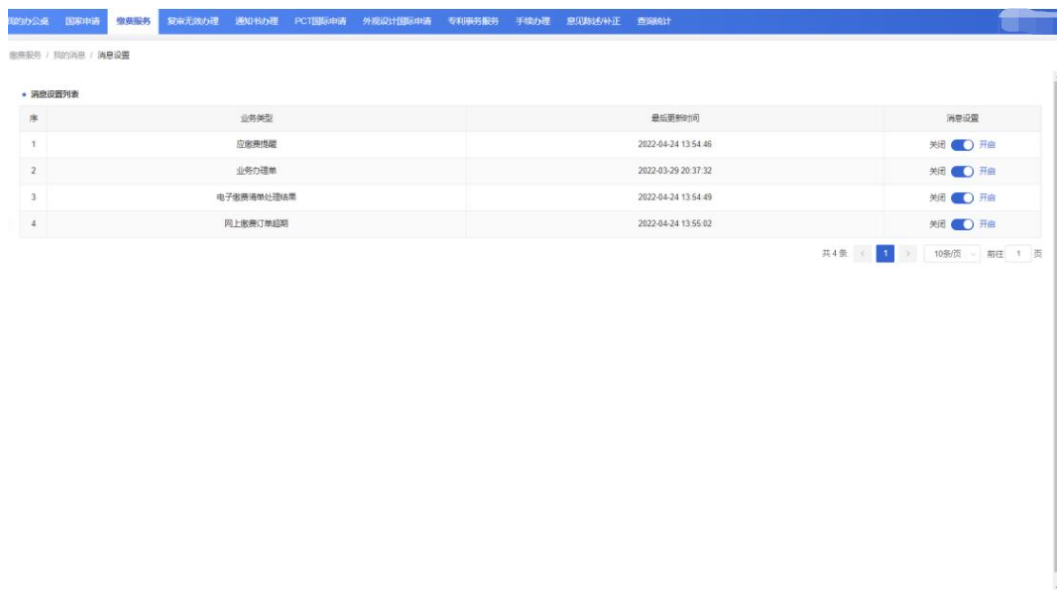 我的办公桌 国家申请 缴费服务 复审无效办理 通知书办理 PCT国际申请 外观设计国际申请 专利事务服务 手续办理 意见陈述/补正 查询统计
缴费服务 / 我的消息 / 消息设置
消息设置列表
序 业务类型 最后更新时间 消息设置
1 应缴费提醒 2022-04-24 13:54:46 关闭 开启
2 业务办理单 2022-03-29 20:37:32 关闭 开启
3 电子缴费清单处理结果 2022-04-24 13:54:49 关闭 开启
4 网上缴费订单超期 2022-04-24 13:55:02 关闭 开启
共 4 条 < 1 > 10条/页 前往 1 页